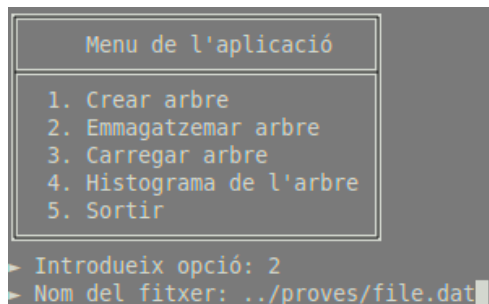 Menu de l'aplicació
1. Crear arbre
2. Emmagatzemar arbre
3. Carregar arbre
4. Histograma de l'arbre
5. Sortir
► Introdueix opció: 2
► Nom del fitxer: ../proves/file.dat